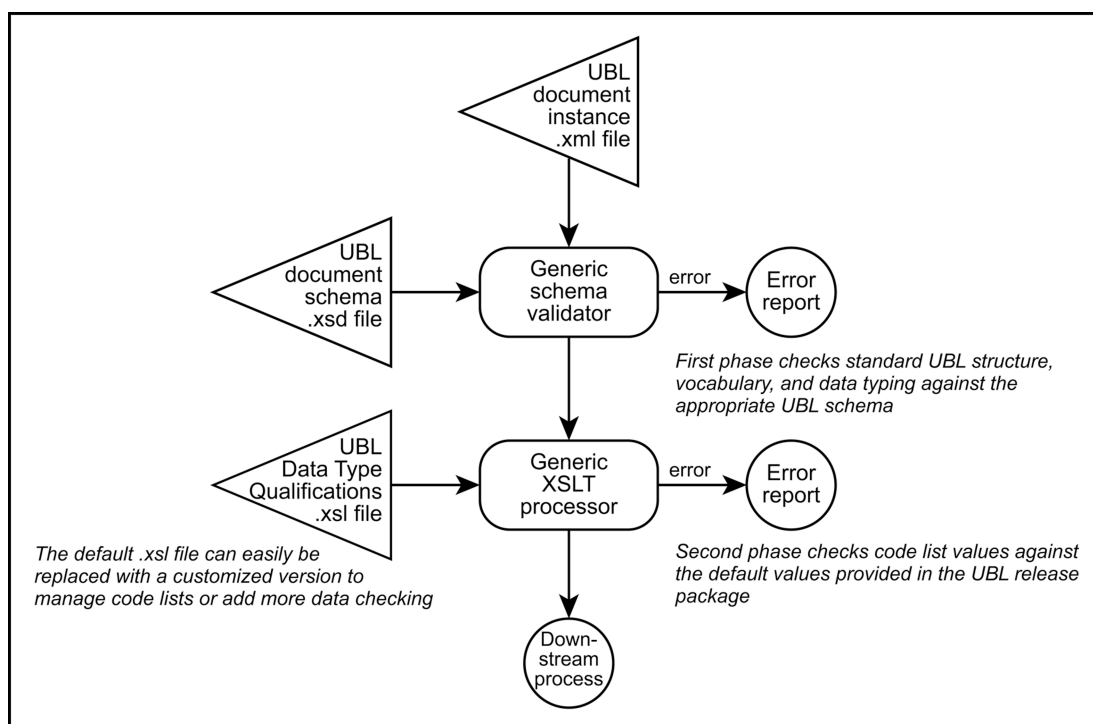 UBL
document
instance
.xml file
UBL
document
schema
.xsd file
Generic
schema
validator
error
Error
report
First phase checks standard UBL structure,
vocabulary, and data typing against the
appropriate UBL schema
UBL
Data Type
Qualifications
.xsl file
Generic
XSLT
processor
error
Error
report
The default .xsl file can easily be
replaced with a customized version to
manage code lists or add more data checking
Second phase checks code list values against
the default values provided in the UBL release
package
Down-
stream
process